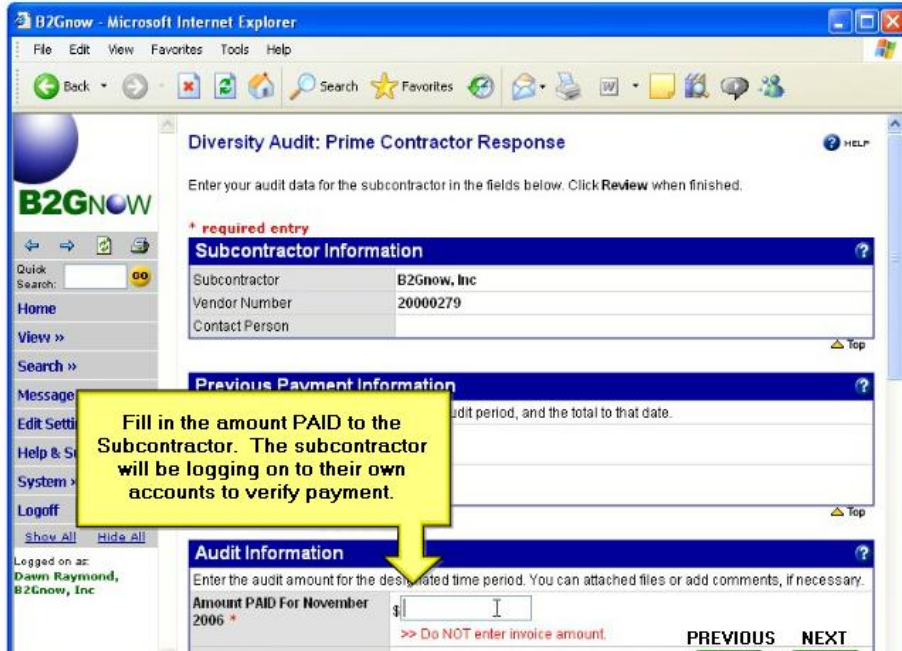 B2Gnow - Microsoft Internet Explorer
File Edit View Favorites Tools Help
Back Search Favorites
B2GNOW
Quick Search: GO
Home
View »
Search »
Message
Edit
Help &
System
Logoff
Show All Hide All
Logged on as:
Dawn Raymond,
B2Gnow, Inc
Diversity Audit: Prime Contractor Response
HELP
Enter your audit data for the subcontractor in the fields below. Click Review when finished.
* required entry
Subcontractor Information ?
Subcontractor B2Gnow, Inc
Vendor Number 20000279
Contact Person
Top
Previous Payment Information ?
audit period, and the total to that date.
Fill in the amount PAID to the
Subcontractor. The subcontractor
will be logging on to their own
accounts to verify payment.
Top
Audit Information ?
Enter the audit amount for the designated time period. You can attached files or add comments, if necessary.
Amount PAID For November
2006 * $
>> Do NOT enter invoice amount.
PREVIOUS NEXT